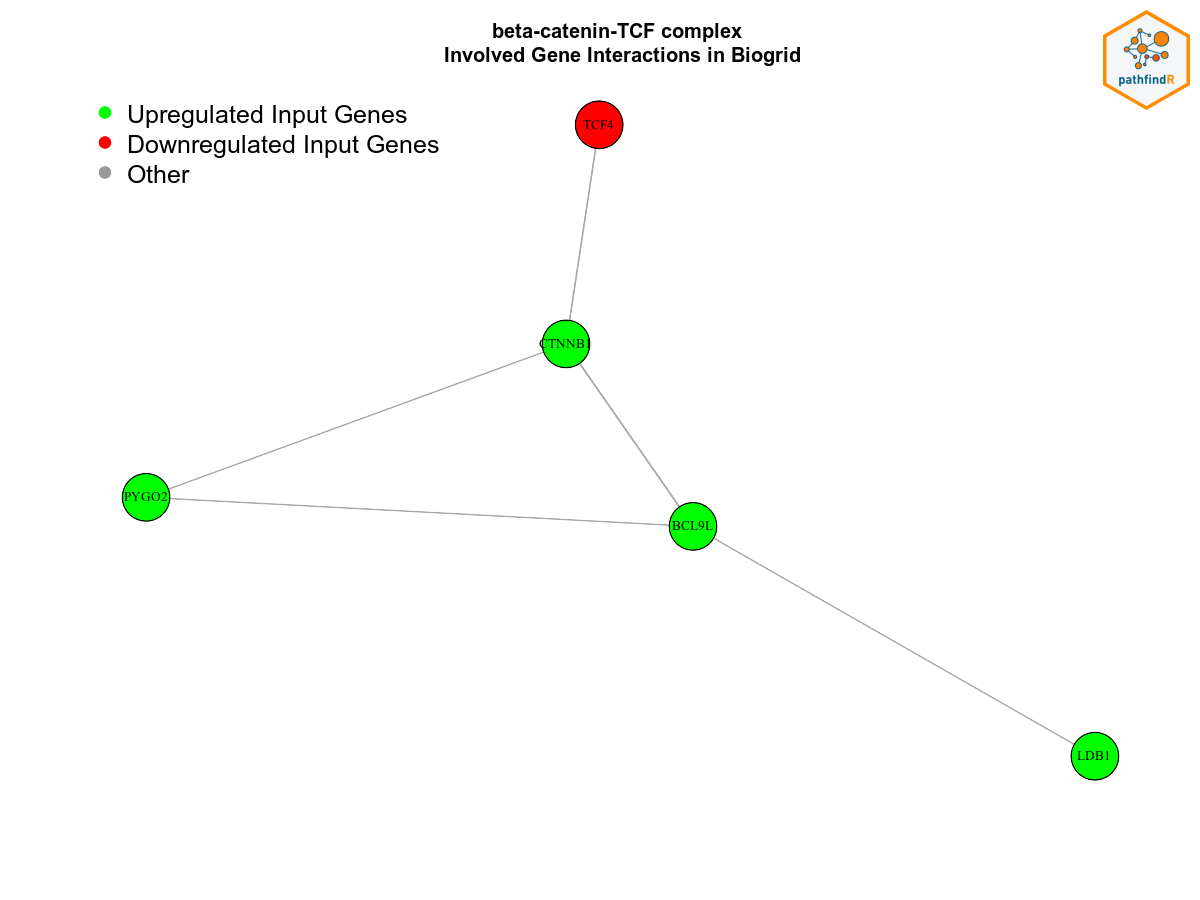 beta-catenin-TCF complex
Involved Gene Interactions in Biogrid
pathfindR
Upregulated Input Genes
Downregulated Input Genes
Other
TCF4
CTNNB1
PYGO2
BCL9L
LDB1